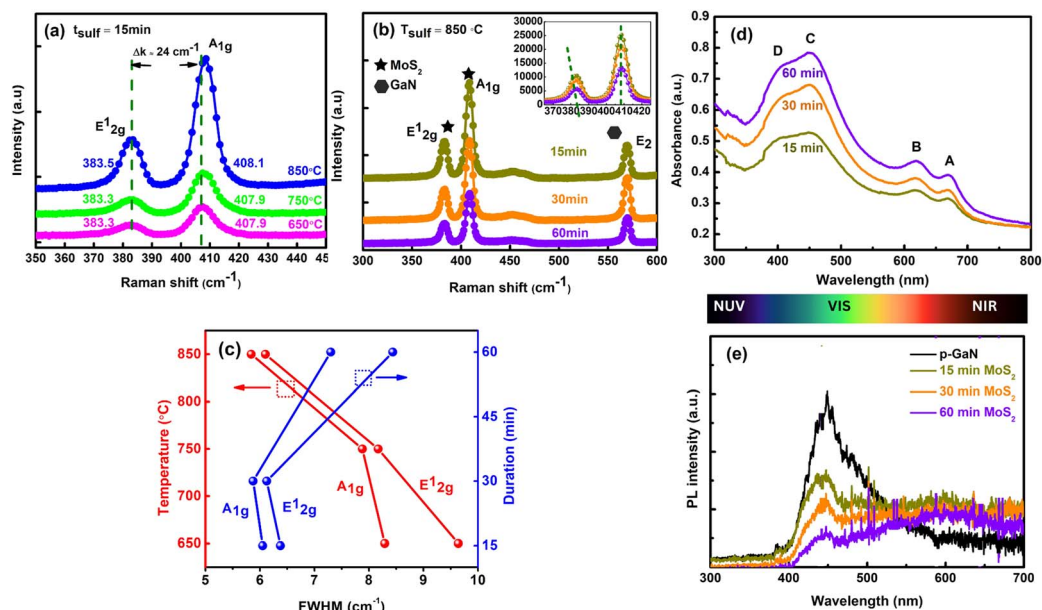 (a) t_sulf = 15min
Δk ≈ 24 cm⁻¹
A₁g
E¹₂g
383.5 408.1 850°C
383.3 407.9 750°C
383.3 407.9 650°C
Intensity (a.u)
350 360 370 380 390 400 410 420 430 440
Raman shift (cm⁻¹)
(b) T_sulf = 850 °C
★ MoS₂
GaN
A₁g
E¹₂g
E₂
15min
30min
60min
30000
25000
20000
15000
10000
5000
0
Intensity (a.u)
300 350 400 450 500 550 600
Raman shift (cm⁻¹)
(c)
850
800
750
700
650
Temperature (°C)
60
45
30
15
Duration (min)
A₁g E¹₂g
A₁g E¹₂g
5 6 7 8 9 10
FWHM (cm⁻¹)
(d)
D C
60 min
30 min
15 min
B A
0.9
0.8
0.7
0.6
0.5
0.4
0.3
0.2
Absorbance (a.u.)
300 400 500 600 700 800
Wavelength (nm)
NUV VIS NIR
(e)
p-GaN
15 min MoS₂
30 min MoS₂
60 min MoS₂
PL intensity (a.u.)
300 400 500 600 700
Wavelength (nm)